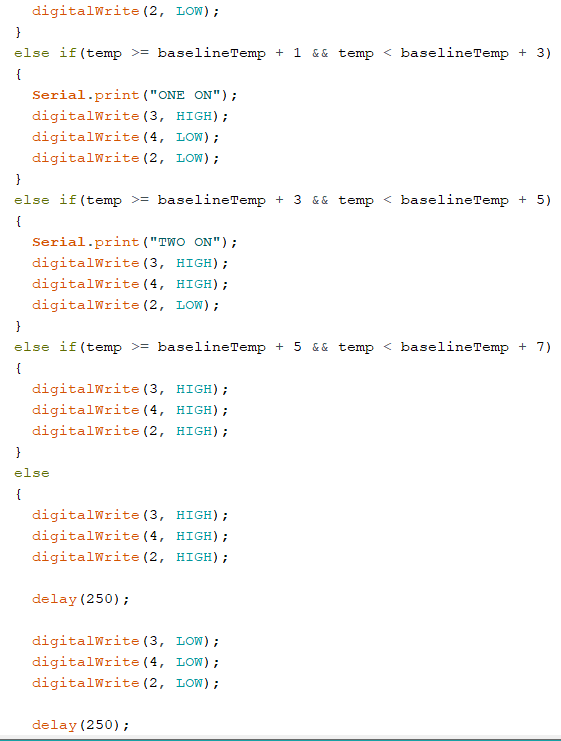 digitalWrite(2, LOW);
}
else if(temp >= baselineTemp + 1 && temp < baselineTemp + 3)
{
Serial.print("ONE ON");
digitalWrite(3, HIGH);
digitalWrite(4, LOW);
digitalWrite(2, LOW);
}
else if(temp >= baselineTemp + 3 && temp < baselineTemp + 5)
{
Serial.print("TWO ON");
digitalWrite(3, HIGH);
digitalWrite(4, HIGH);
digitalWrite(2, LOW);
}
else if(temp >= baselineTemp + 5 && temp < baselineTemp + 7)
{
digitalWrite(3, HIGH);
digitalWrite(4, HIGH);
digitalWrite(2, HIGH);
}
else
{
digitalWrite(3, HIGH);
digitalWrite(4, HIGH);
digitalWrite(2, HIGH);
delay(250);
digitalWrite(3, LOW);
digitalWrite(4, LOW);
digitalWrite(2, LOW);
delay(250);